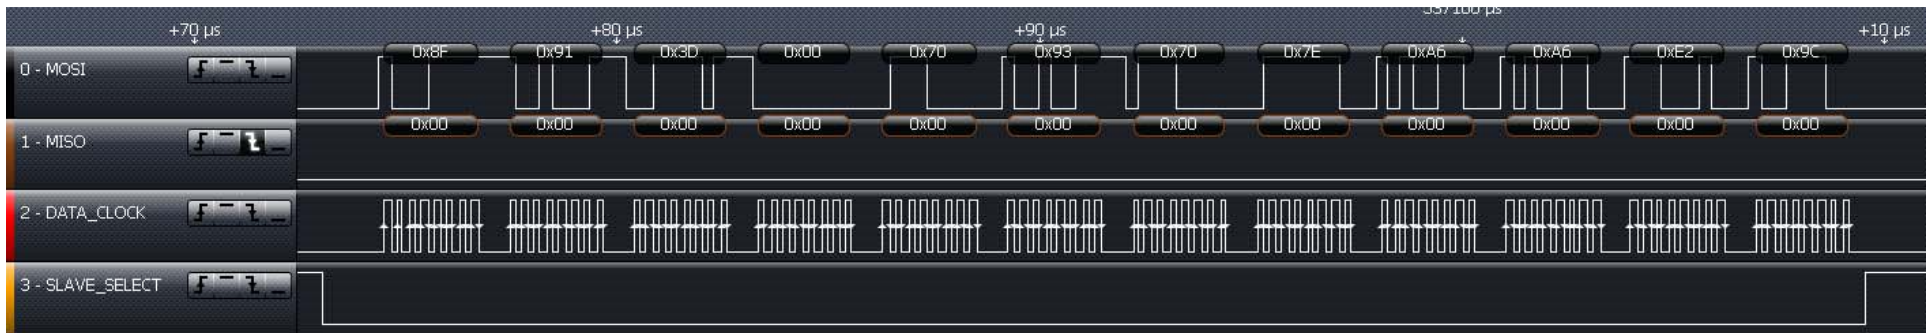 +70 µs +80 µs +90 µs +10 µs
0 - MOSI 0x8F 0x91 0x3D 0x00 0x70 0x93 0x70 0x7E 0xA6 0xA6 0xE2 0x9C
1 - MISO 0x00 0x00 0x00 0x00 0x00 0x00 0x00 0x00 0x00 0x00 0x00 0x00
2 - DATA_CLOCK
3 - SLAVE_SELECT